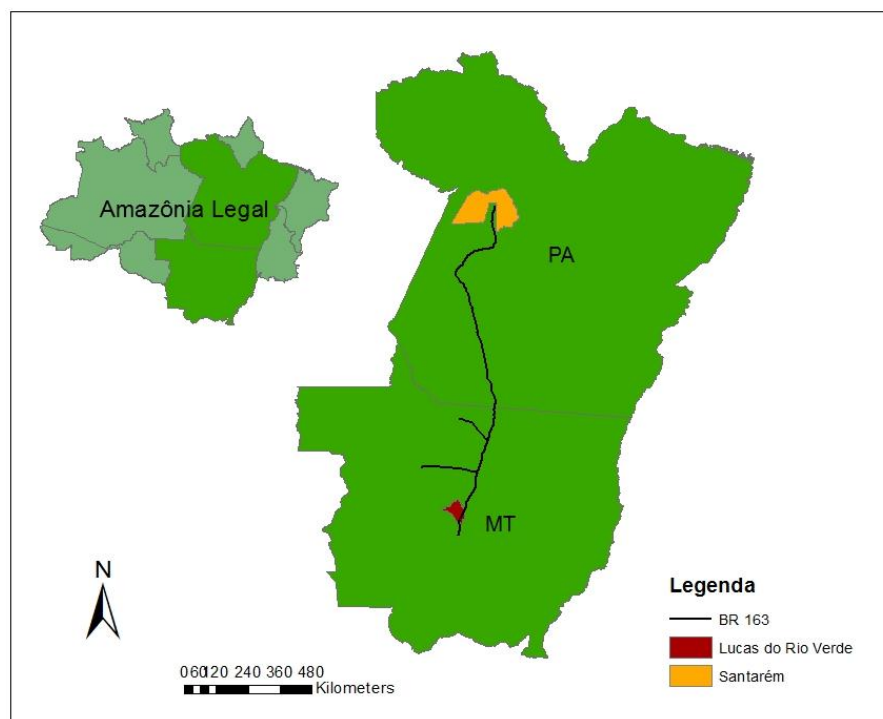 Amazônia Legal
PA
MT
N
060120 240 360 480
Kilometers
Legenda
BR 163
Lucas do Rio Verde
Santarém